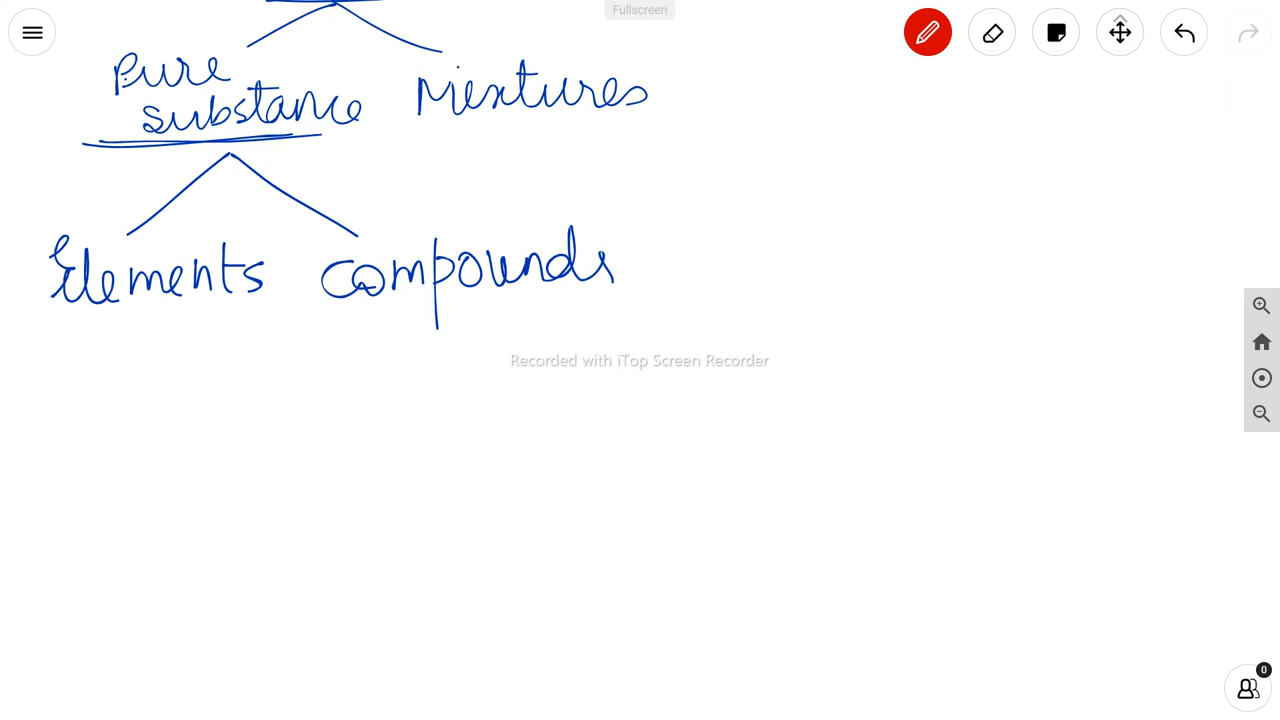 Fullscreen
Pure
substance
Mixtures
Elements
compounds
Recorded with iTop Screen Recorder
0